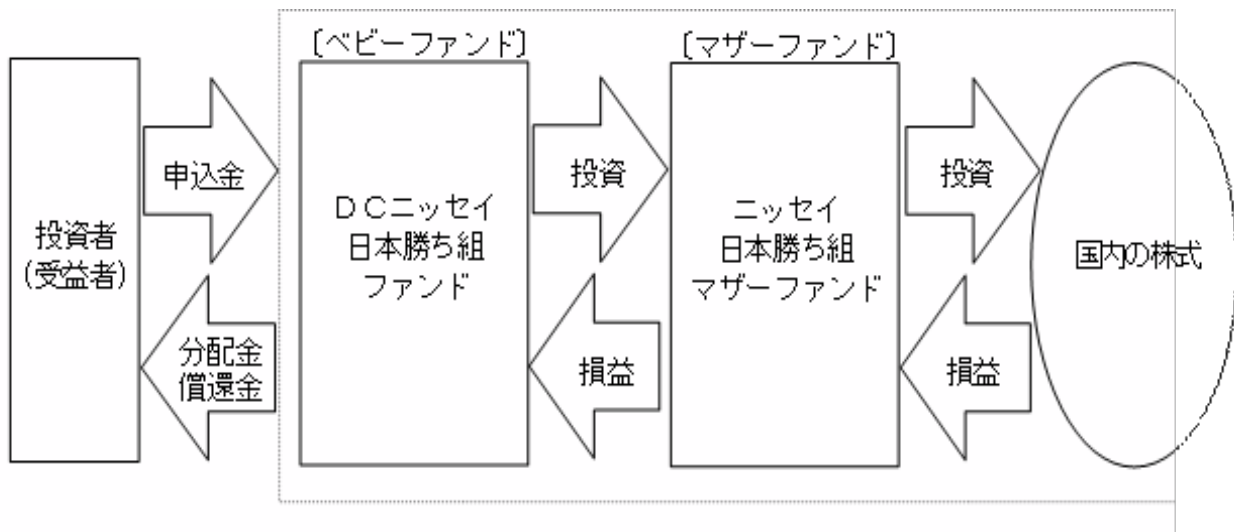 〔ベビーファンド〕
〔マザーファンド〕
投資者
(受益者)
申込金
分配金
償還金
ＤＣニッセイ
日本勝ち組
ファンド
投資
損益
ニッセイ
日本勝ち組
マザーファンド
投資
損益
国内の株式